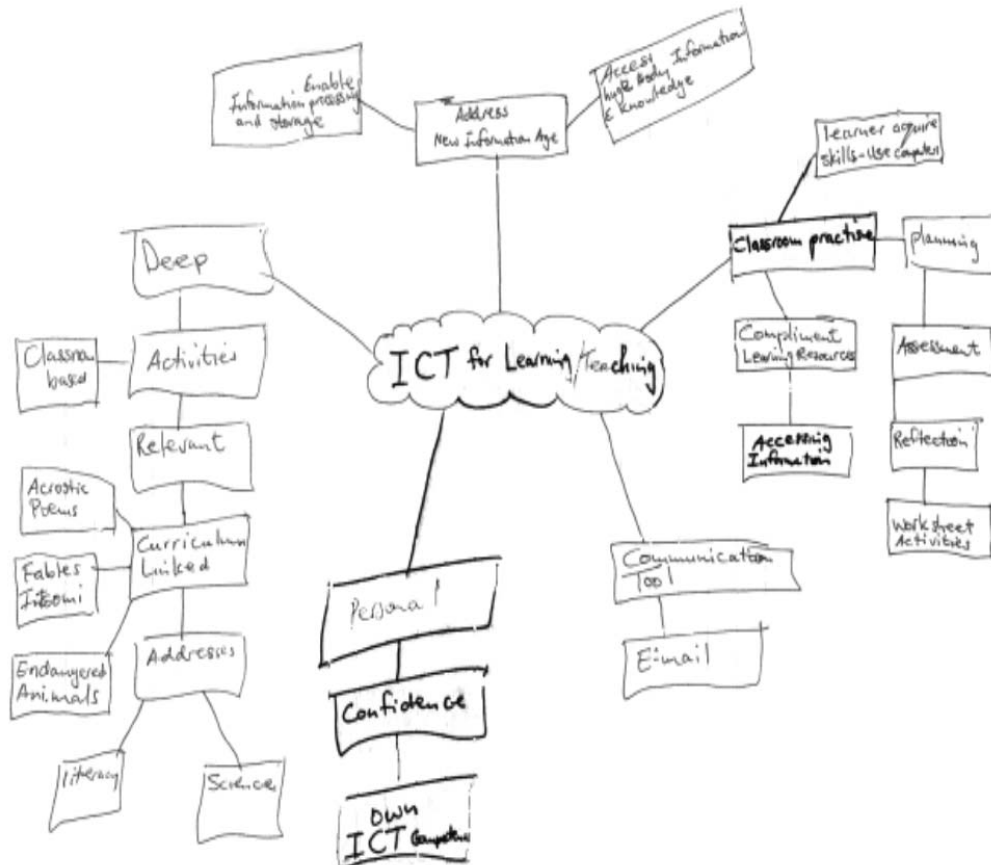 Enable
Information processing
and storage
Address
New Information Age
Access
huge Body Information
& knowledge
Learner acquire
skills-use computer
Classroom practise
planning
Compliment
Learning Resources
Assessment
Accessing
Information
Reflection
Worksheet
Activities
ICT for Learning/Teaching
Deep
Classroom
based
Activities
Relevant
Acrostic
Poems
Curriculum
Linked
Fables
Endangered
Animals
Addresses
literacy
Science
Personal
Confidence
Own
ICT Competence
Communication
Tool
E-mail